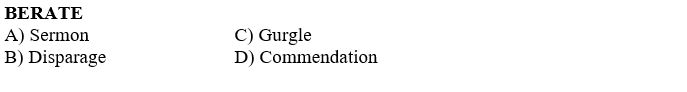 BERATE
A) Sermon C) Gurgle
B) Disparage D) Commendation